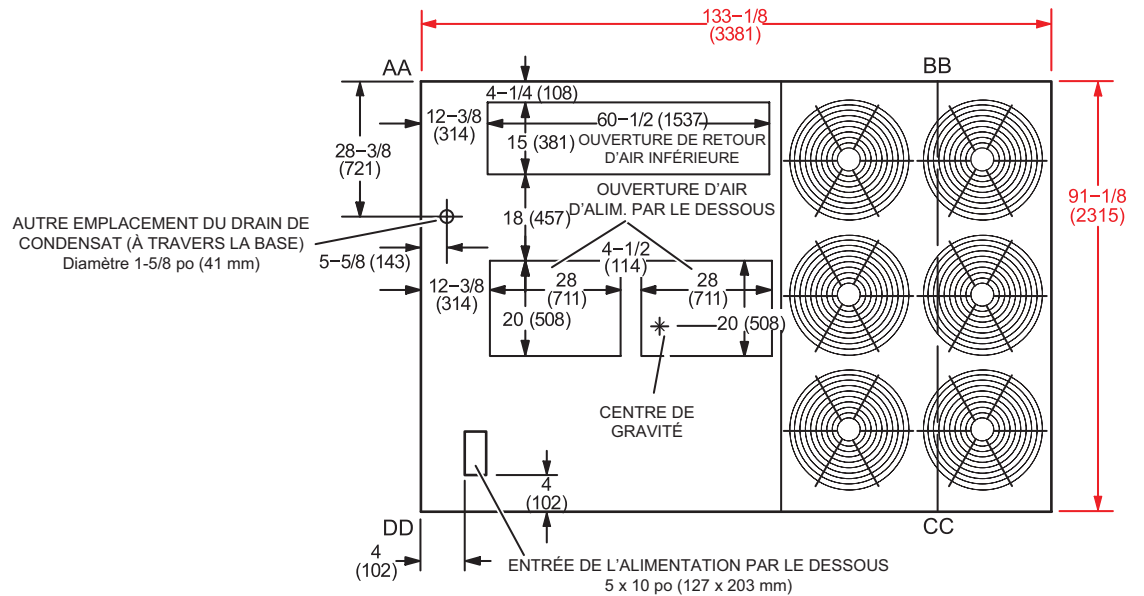 133–1/8
(3381)
AA
BB
4–1/4 (108)
12–3/8
(314)
60–1/2 (1537)
15 (381)
OUVERTURE DE RETOUR
D'AIR INFÉRIEURE
28–3/8
(721)
OUVERTURE D'AIR
D'ALIM. PAR LE DESSOUS
91–1/8
(2315)
18 (457)
AUTRE EMPLACEMENT DU DRAIN DE
CONDENSAT (À TRAVERS LA BASE)
Diamètre 1-5/8 po (41 mm)
5–5/8 (143)
4–1/2
(114)
12–3/8
(314)
28
(711)
28
(711)
20 (508)
20 (508)
CENTRE DE
GRAVITÉ
4
(102)
DD
CC
4
(102)
ENTRÉE DE L'ALIMENTATION PAR LE DESSOUS
5 x 10 po (127 x 203 mm)